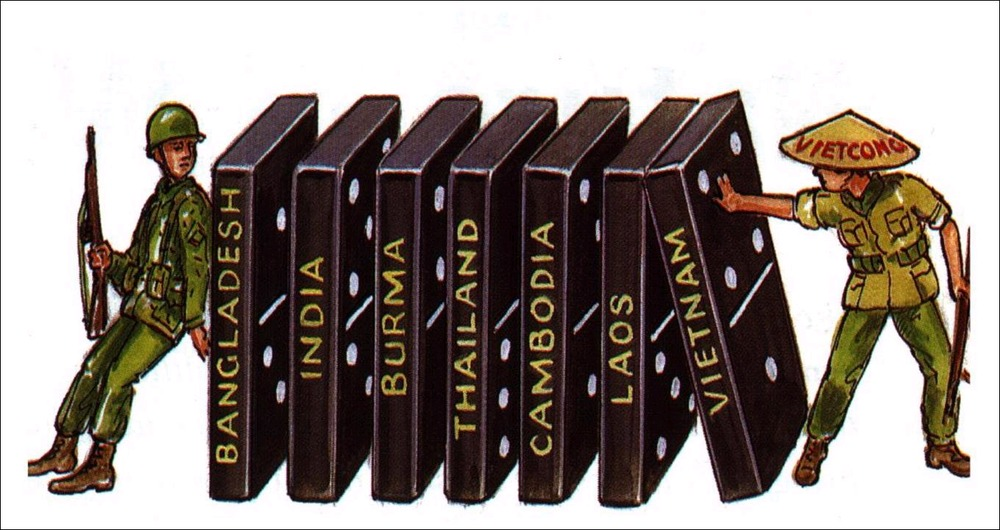 BANGLADESH
INDIA
BURMA
THAILAND
CAMBODIA
LAOS
VIETNAM
VIETCONG